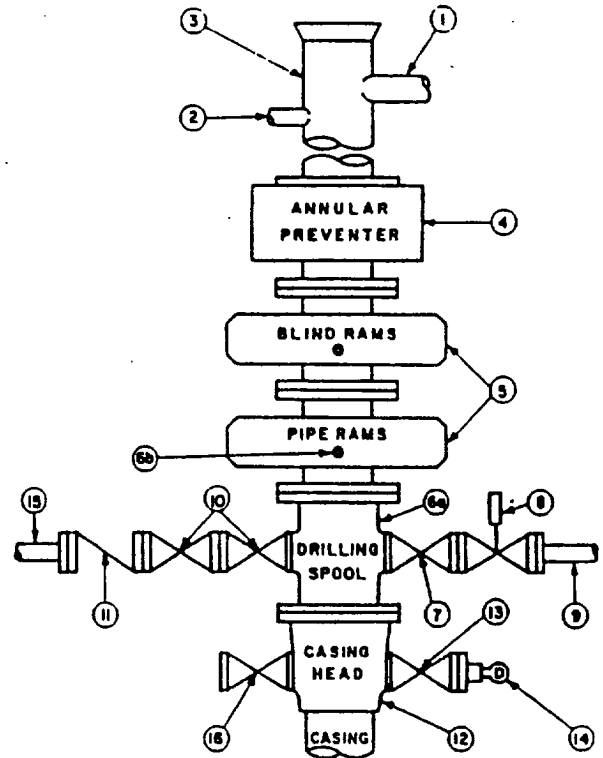 3
1
2
ANNULAR
PREVENTER
4
BLIND RAMS
5
PIPE RAMS
6b
15
10
6a
8
DRILLING
SPOOL
11
7
9
13
CASING
HEAD
D
16
12
14
CASING